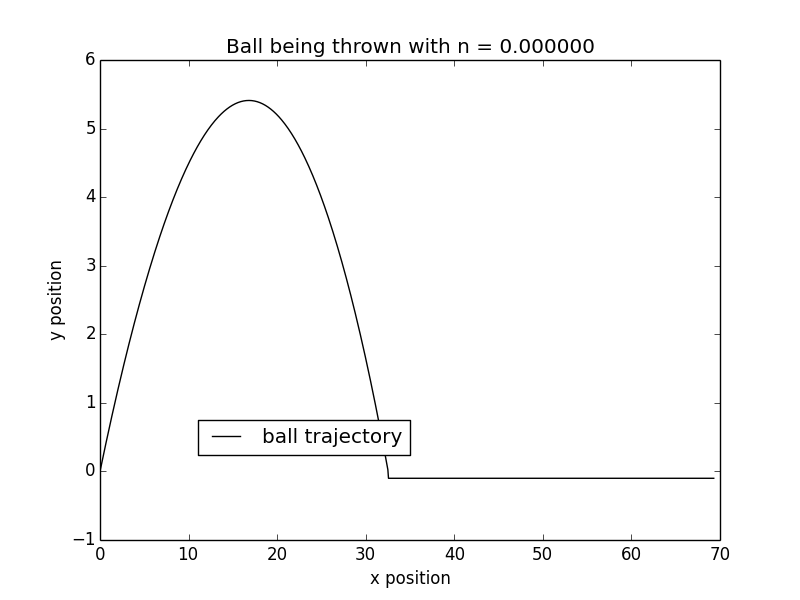 Ball being thrown with n = 0.000000
6
5
4
3
2
1
0
−1
y position
ball trajectory
0 10 20 30 40 50 60 70
x position